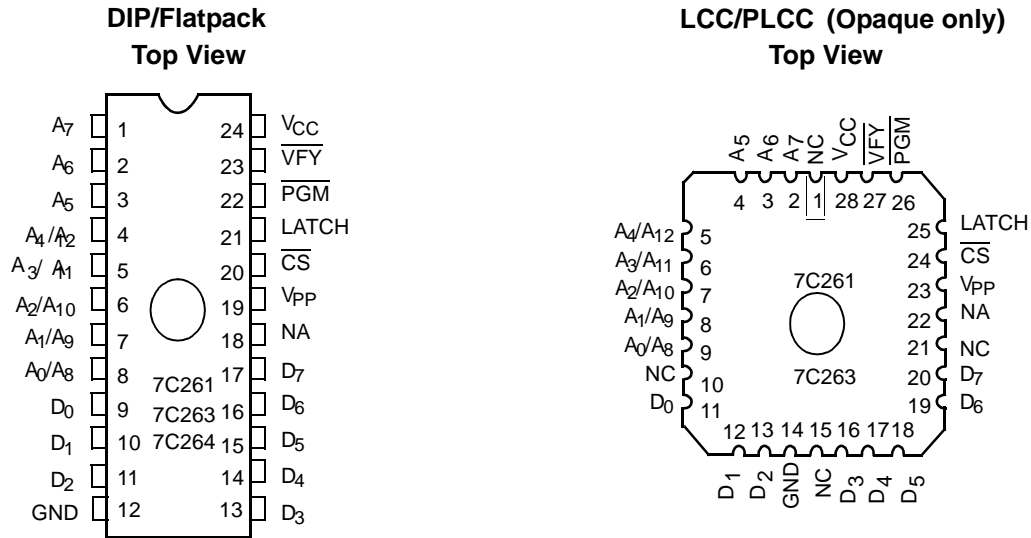 DIP/Flatpack
Top View
A7 1 24 VCC
A6 2 23 VFY
A5 3 22 PGM
A4/A12 4 21 LATCH
A3/ A11 5 20 CS
A2/A10 6 19 VPP
A1/A9 7 18 NA
A0/A8 8 17 D7
7C261
D0 9 16 D6
7C263
D1 10 15 D5
7C264
D2 11 14 D4
GND 12 13 D3
LCC/PLCC (Opaque only)
Top View
A5 A6 A7 NC VCC VFY PGM
4 3 2 1 28 27 26
A4/A12 5 25 LATCH
A3/A11 6 24 CS
A2/A10 7 23 VPP
7C261
A1/A9 8 22 NA
A0/A8 9 21 NC
NC 10 20 D7
7C263
D0 11 19 D6
12 13 14 15 16 17 18
D1 D2 GND NC D3 D4 D5